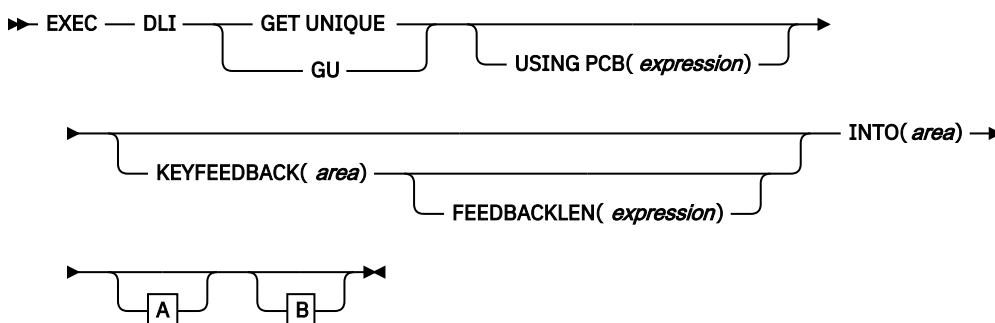 EXEC DLI GET UNIQUE
GU
USING PCB( expression)
KEYFEEDBACK( area)
FEEDBACKLEN( expression)
INTO( area)
A
B